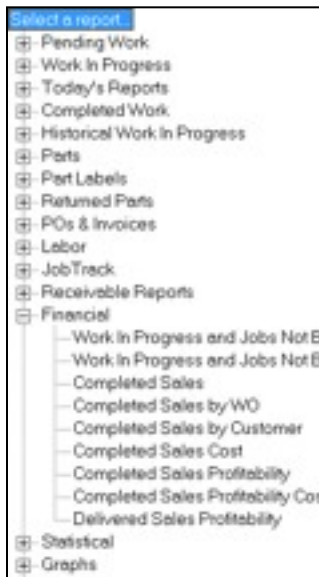 Select a report...
Pending Work
Work In Progress
Today's Reports
Completed Work
Historical Work In Progress
Parts
Part Labels
Returned Parts
POs & Invoices
Labor
JobTrack
Receivable Reports
Financial
Work In Progress and Jobs Not
Work In Progress and Jobs Not
Completed Sales
Completed Sales by WO
Completed Sales by Customer
Completed Sales Cost
Completed Sales Profitability
Completed Sales Profitability Cos
Delivered Sales Profitability
Statistical
Graphs